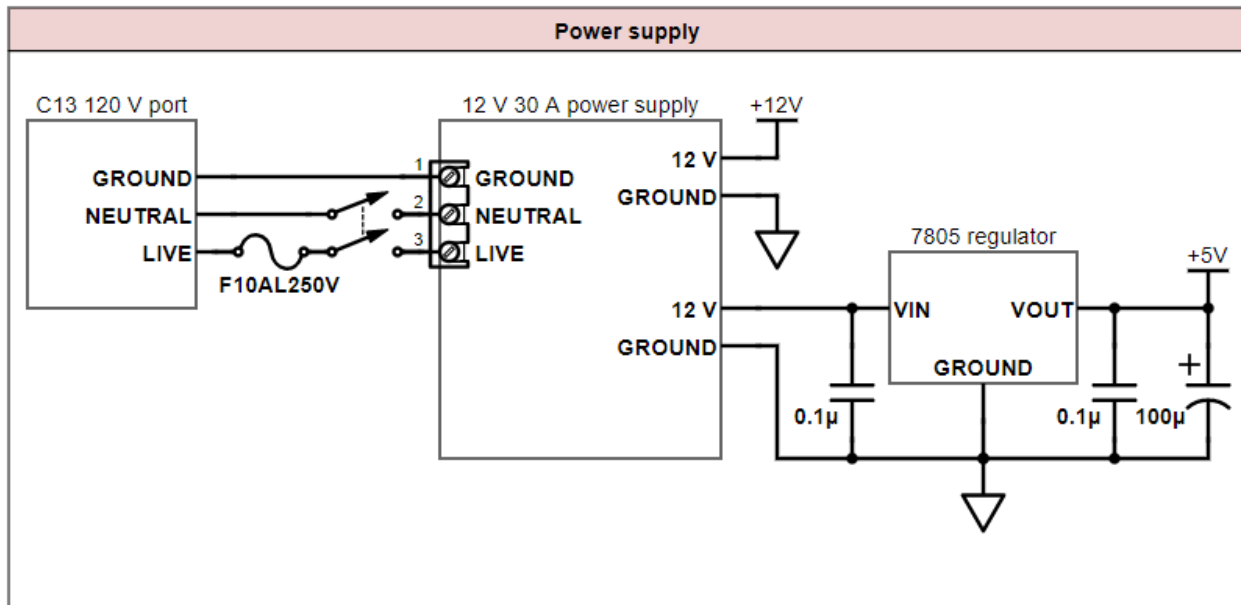 Power supply
C13 120 V port
12 V 30 A power supply
+12V
GROUND
1
GROUND
12 V
NEUTRAL
2
NEUTRAL
GROUND
LIVE
3
LIVE
F10AL250V
7805 regulator
+5V
12 V
VIN
VOUT
GROUND
GROUND
+
0.1µ
0.1µ
100µ